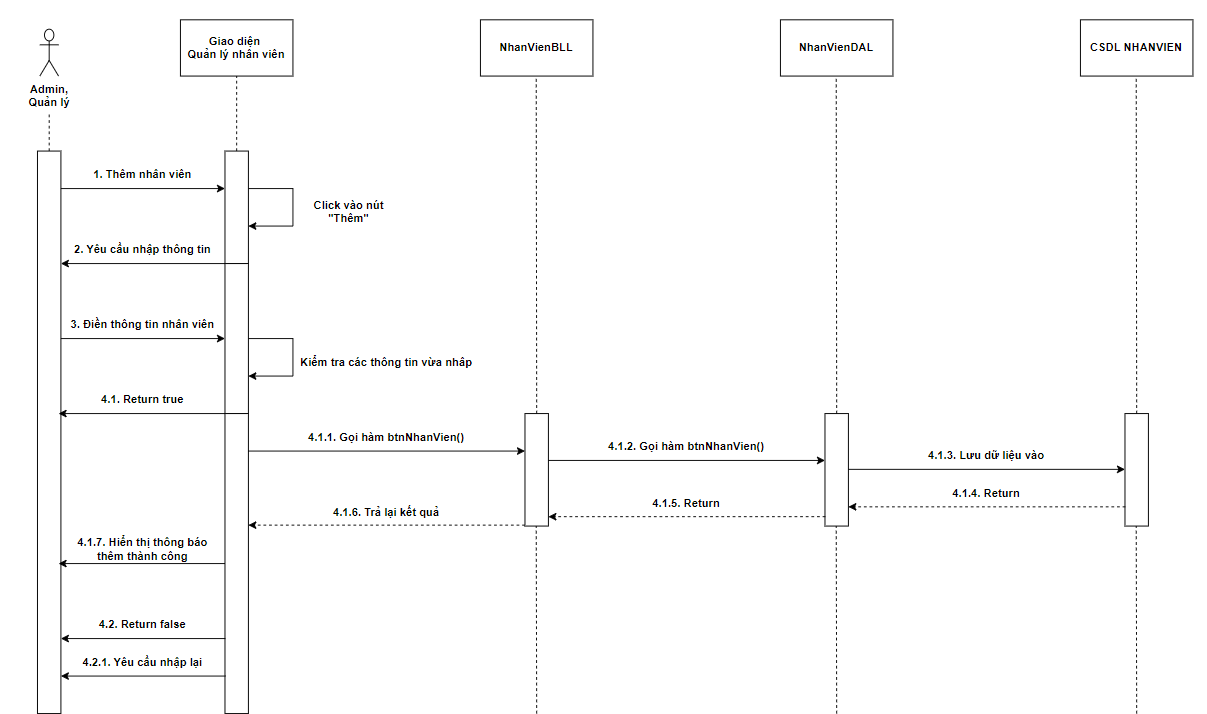 Admin,
Quản lý
Giao diện
Quản lý nhân viên
NhanVienBLL
NhanVienDAL
CSDL NHANVIEN
1. Thêm nhân viên
Click vào nút
"Thêm"
2. Yêu cầu nhập thông tin
3. Điền thông tin nhân viên
Kiểm tra các thông tin vừa nhâp
4.1. Return true
4.1.1. Gọi hàm btnNhanVien()
4.1.2. Gọi hàm btnNhanVien()
4.1.3. Lưu dữ liệu vào
4.1.4. Return
4.1.5. Return
4.1.6. Trả lại kết quả
4.1.7. Hiển thị thông báo
thêm thành công
4.2. Return false
4.2.1. Yêu cầu nhập lại